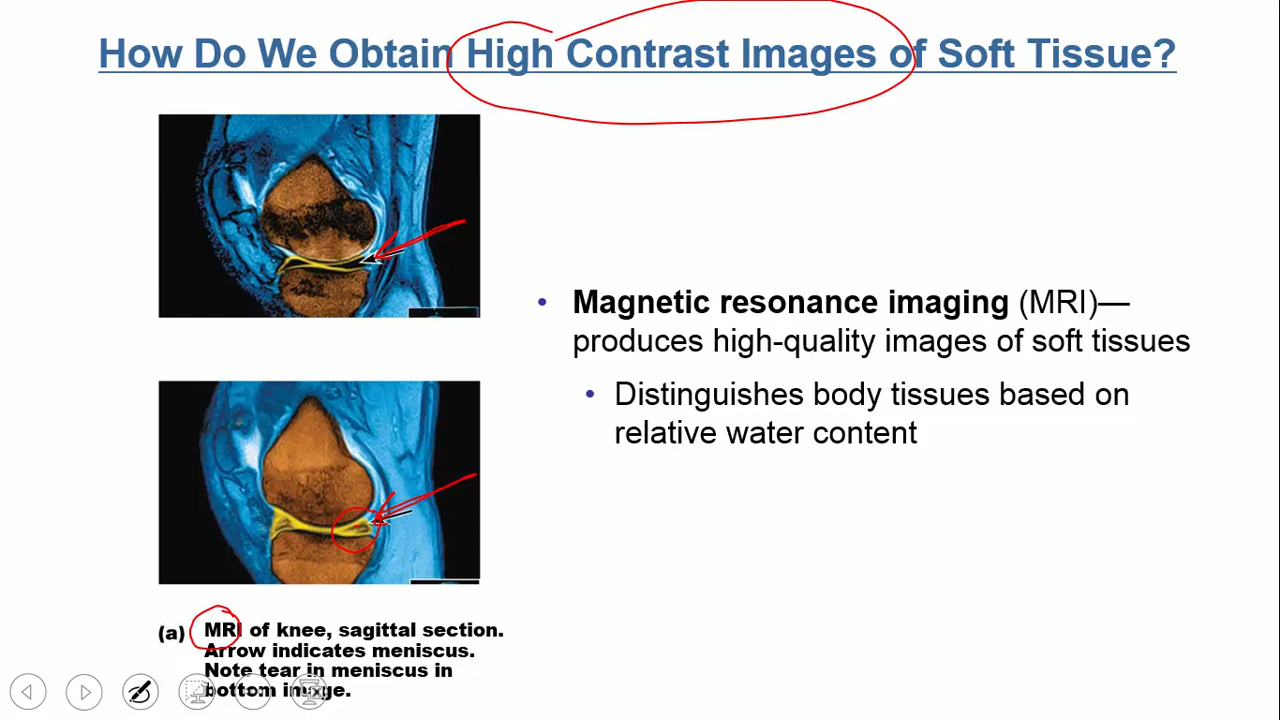 How Do We Obtain High Contrast Images of Soft Tissue?
• Magnetic resonance imaging (MRI)—
produces high-quality images of soft tissues
• Distinguishes body tissues based on
relative water content
(a) MRI of knee, sagittal section.
Arrow indicates meniscus.
Note tear in meniscus in
bottom image.